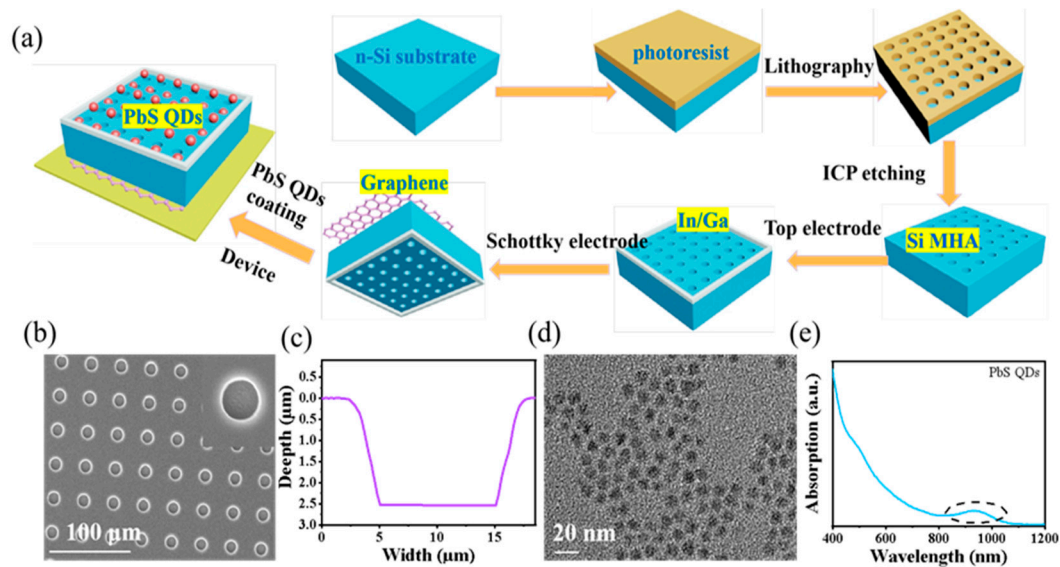 (a)
n-Si substrate
photoresist
Lithography
ICP etching
Si MHA
Top electrode
In/Ga
Schottky electrode
Graphene
PbS QDs
coating
Device
PbS QDs
(b)
100 μm
(c)
Deepth (μm)
0.5
0.0
0.5
1.0
1.5
2.0
2.5
3.0
0
5
10
15
Width (μm)
(d)
20 nm
(e)
PbS QDs
Absorption (a.u.)
400
600
800
1000
1200
Wavelength (nm)